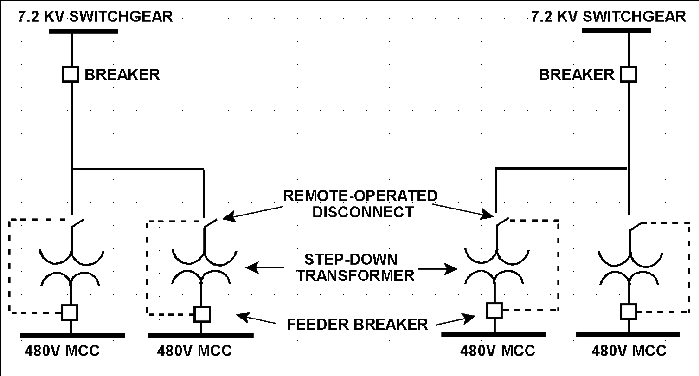 7.2 KV SWITCHGEAR
7.2 KV SWITCHGEAR
BREAKER
BREAKER
REMOTE-OPERATED
DISCONNECT
STEP-DOWN
TRANSFORMER
FEEDER BREAKER
480V MCC
480V MCC
480V MCC
480V MCC